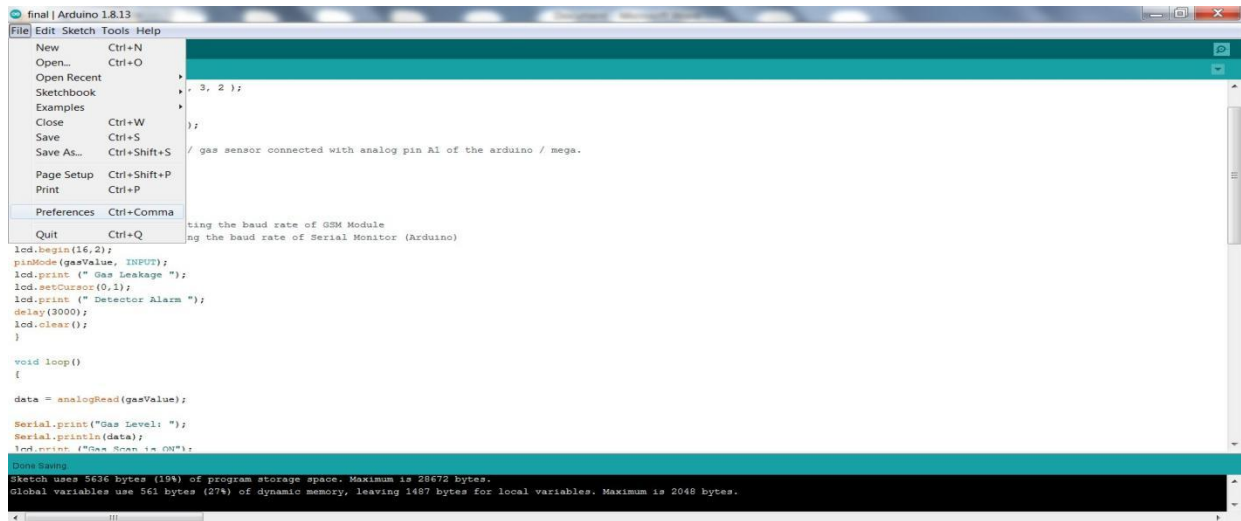 final | Arduino 1.8.13
File Edit Sketch Tools Help
New Ctrl+N
Open... Ctrl+O
Open Recent
Sketchbook
Examples
Close Ctrl+W
Save Ctrl+S
Save As... Ctrl+Shift+S
Page Setup Ctrl+Shift+P
Print Ctrl+P
Preferences Ctrl+Comma
Quit Ctrl+Q
, 3, 2 );
);
/ gas sensor connected with analog pin A1 of the arduino / mega.
ting the baud rate of GSM Module
ng the baud rate of Serial Monitor (Arduino)
lcd.begin(16,2);
pinMode(gasValue, INPUT);
lcd.print (" Gas Leakage ");
lcd.setCursor(0,1);
lcd.print (" Detector Alarm ");
delay(3000);
lcd.clear();
}
void loop()
{
data = analogRead(gasValue);
Serial.print("Gas Level: ");
Serial.println(data);
lcd.print ("Gas Scan is ON");
Done Saving.
Sketch uses 5636 bytes (19%) of program storage space. Maximum is 28672 bytes.
Global variables use 561 bytes (27%) of dynamic memory, leaving 1487 bytes for local variables. Maximum is 2048 bytes.